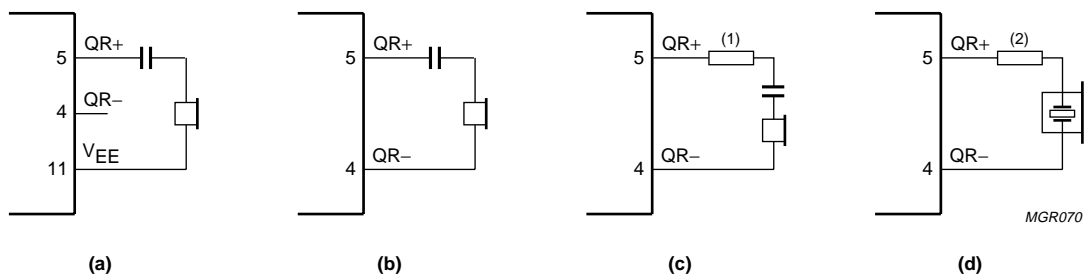 5 QR+
4 QR−
11 VEE
(a)
5 QR+
4 QR−
(b)
5 QR+ (1)
4 QR−
(c)
5 QR+ (2)
4 QR−
MGR070
(d)